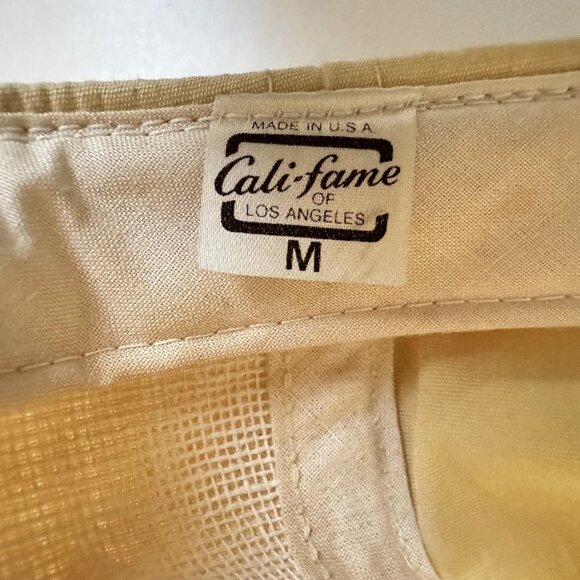 MADE IN U.S.A.
Cali-fame
OF
LOS ANGELES
M